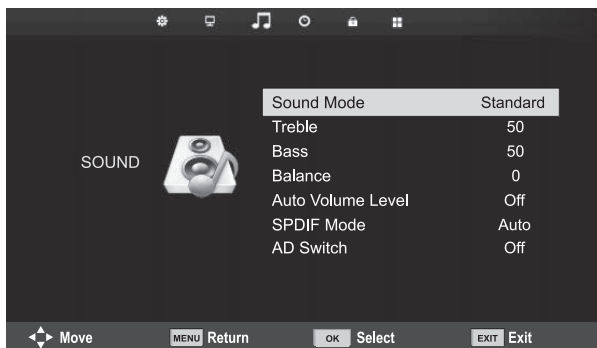 Sound Mode Standard
Treble 50
Bass 50
SOUND
Balance 0
Auto Volume Level Off
SPDIF Mode Auto
AD Switch Off
Move MENU Return OK Select EXIT Exit